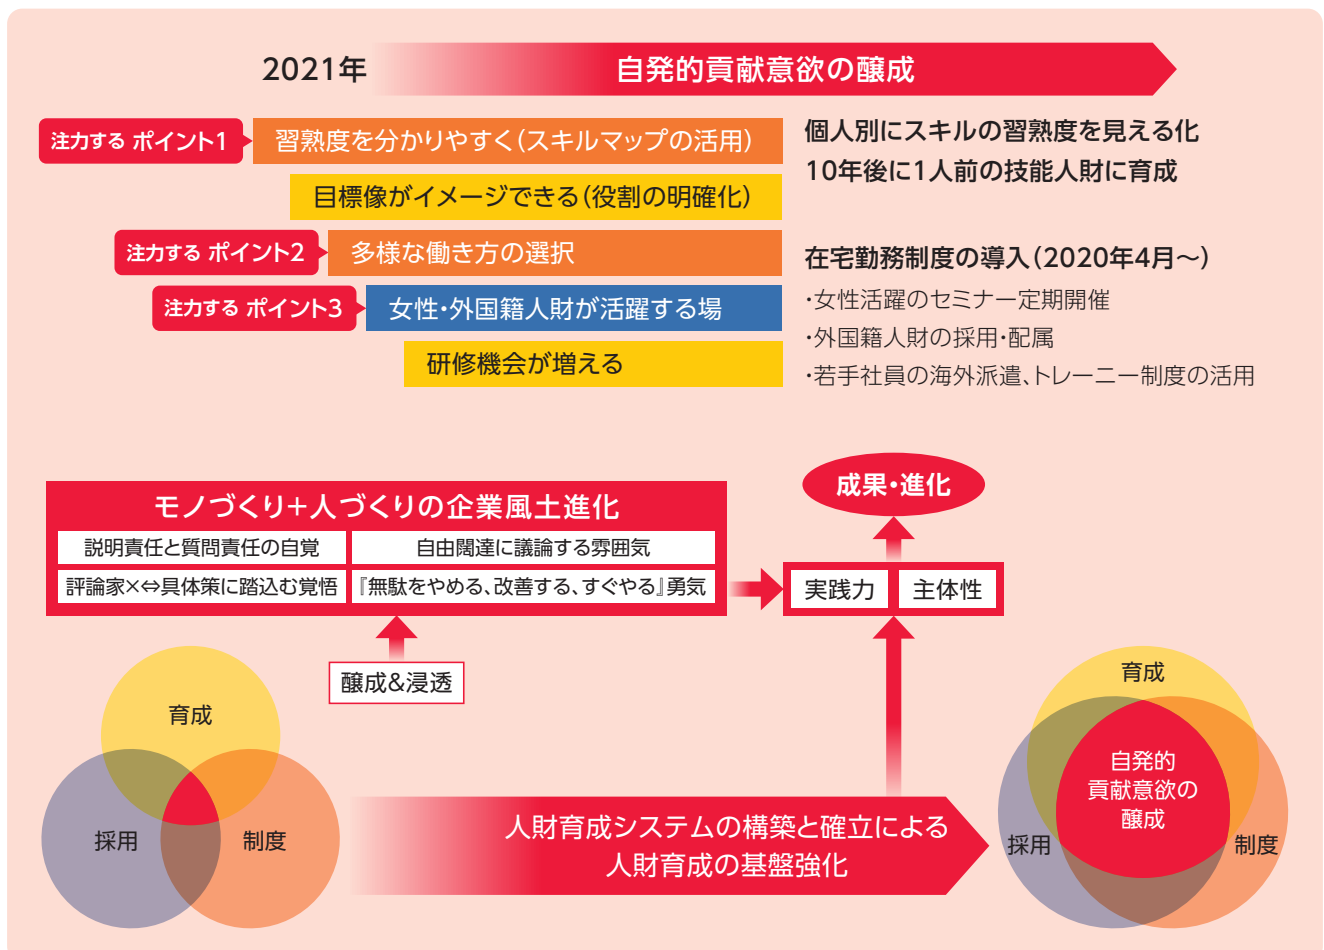 2021年
自発的貢献意欲の醸成
注力する ポイント1
習熟度を分かりやすく(スキルマップの活用)
個人別にスキルの習熟度を見える化
10年後に1人前の技能人財に育成
目標像がイメージできる(役割の明確化)
注力する ポイント2
多様な働き方の選択
在宅勤務制度の導入(2020年4月〜)
注力する ポイント3
女性・外国籍人財が活躍する場
・女性活躍のセミナー定期開催
・外国籍人財の採用・配属
・若手社員の海外派遣、トレーニー制度の活用
研修機会が増える
モノづくり+人づくりの企業風土進化
説明責任と質問責任の自覚
自由闊達に議論する雰囲気
評論家×⇔具体策に踏込む覚悟
『無駄をやめる、改善する、すぐやる』勇気
成果・進化
実践力
主体性
醸成&浸透
育成
採用
制度
人財育成システムの構築と確立による
人財育成の基盤強化
育成
自発的
貢献意欲の
醸成
採用
制度